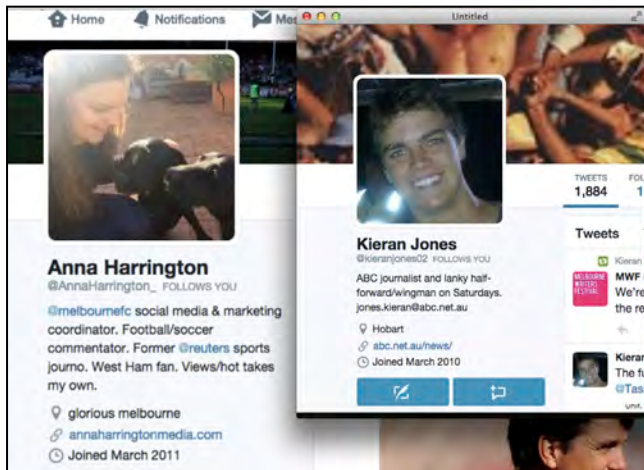 Home
Notifications
Untitled
Anna Harrington
@AnnaHarrington_ FOLLOWS YOU
@melbournefc social media & marketing
coordinator. Football/soccer
commentator. Former @reuters sports
journo. West Ham fan. Views/hot takes
my own.
glorious melbourne
annaharringtonmedia.com
Joined March 2011
Kieran Jones
@kieranjones02 FOLLOWS YOU
ABC journalist and lanky half-
forward/wingman on Saturdays.
jones.kieran@abc.net.au
Hobart
abc.net.au/news/
Joined March 2010
TWEETS
1,884
Tweets
Kieran
MELBOURNE
WRITERS
FESTIVAL
MWF
We're
the re
Kieran
The fu
@Tas